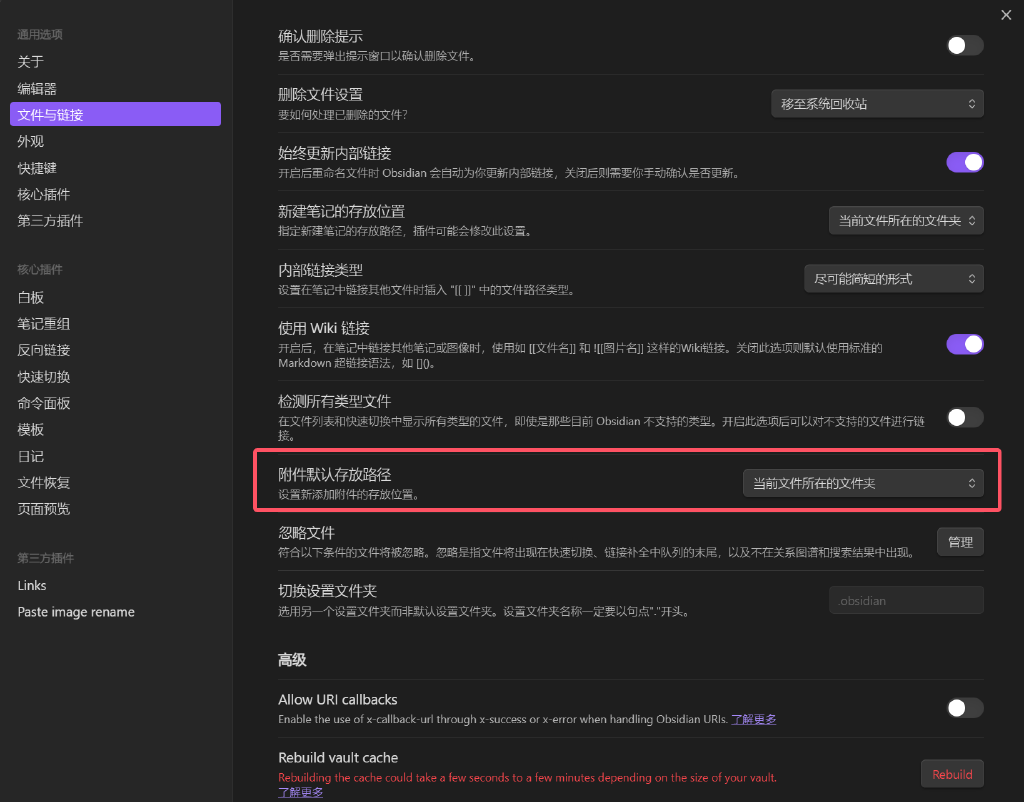 通用选项
关于
编辑器
文件与链接
外观
快捷键
核心插件
第三方插件
核心插件
白板
笔记重组
反向链接
快速切换
命令面板
模板
日记
文件恢复
页面预览
第三方插件
Links
Paste image rename
确认删除提示
是否需要弹出提示窗口以确认删除文件。
删除文件设置
要如何处理已删除的文件？
移至系统回收站
始终更新内部链接
开启后重命名文件时 Obsidian 会自动为你更新内部链接，关闭后则需要你手动确认是否更新。
新建笔记的存放位置
指定新建笔记的存放路径，插件可能会修改此设置。
当前文件所在的文件夹
内部链接类型
设置在笔记中链接其他文件时插入 "[[ ]]" 中的文件路径类型。
尽可能简短的形式
使用 Wiki 链接
开启后，在笔记中链接其他笔记或图像时，使用如 [[文件名]] 和 ![[图片名]] 这样的Wiki链接。关闭此选项则默认使用标准的
Markdown 超链接语法，如 []()。
检测所有类型文件
在文件列表和快速切换中显示所有类型的文件，即使是那些目前 Obsidian 不支持的类型。开启此选项后可以对不支持的文件进行链
接。
附件默认存放路径
设置新添加附件的存放位置。
当前文件所在的文件夹
忽略文件
符合以下条件的文件将被忽略。忽略是指文件将出现在快速切换、链接补全中队列的末尾，以及不在关系图谱和搜索结果中出现。
管理
切换设置文件夹
选用另一个设置文件夹而非默认设置文件夹。设置文件夹名称一定要以句点"."开头。
.obsidian
高级
Allow URI callbacks
Enable the use of x-callback-url through x-success or x-error when handling Obsidian URIs. 了解更多
Rebuild vault cache
Rebuilding the cache could take a few seconds to a few minutes depending on the size of your vault.
了解更多
Rebuild